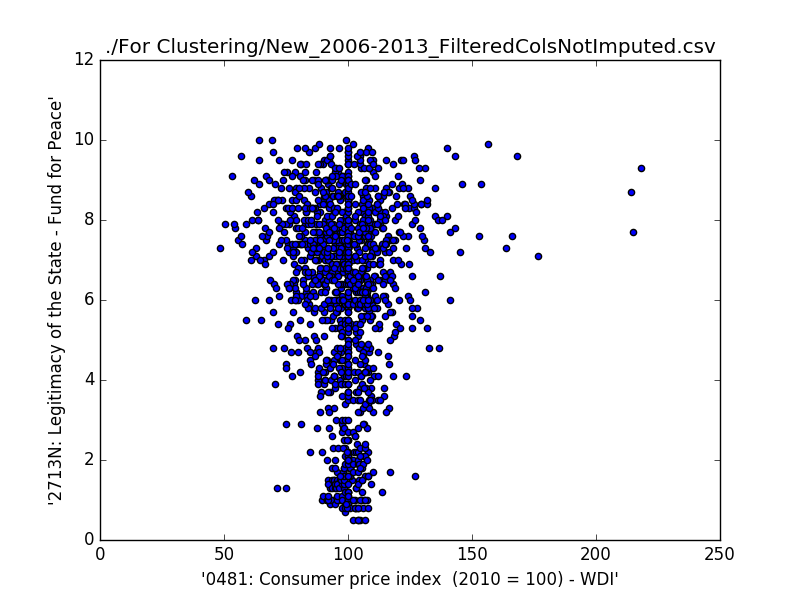 ./For Clustering/New_2006-2013_FilteredColsNotImputed.csv
12
10
8
6
4
2
0
'2713N: Legitimacy of the State - Fund for Peace'
0 50 100 150 200 250
'0481: Consumer price index  (2010 = 100) - WDI'